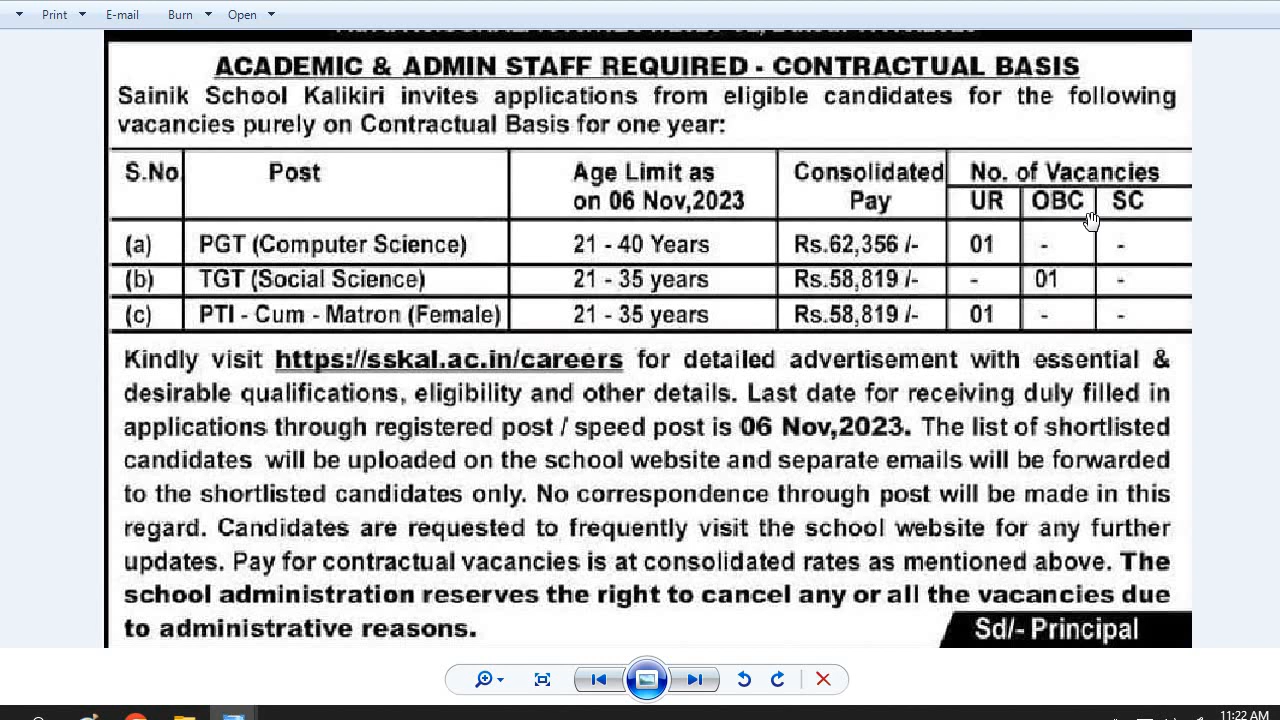 Print E-mail Burn Open
ACADEMIC & ADMIN STAFF REQUIRED - CONTRACTUAL BASIS
Sainik School Kalikiri invites applications from eligible candidates for the following
vacancies purely on Contractual Basis for one year:
S.No Post Age Limit as Consolidated No. of Vacancies
on 06 Nov,2023 Pay UR OBC SC
(a) PGT (Computer Science) 21 - 40 Years Rs.62,356 /- 01 - -
(b) TGT (Social Science) 21 - 35 years Rs.58,819 /- - 01 -
(c) PTI - Cum - Matron (Female) 21 - 35 years Rs.58,819 /- 01 - -
Kindly visit https://sskal.ac.in/careers for detailed advertisement with essential &
desirable qualifications, eligibility and other details. Last date for receiving duly filled in
applications through registered post / speed post is 06 Nov,2023. The list of shortlisted
candidates will be uploaded on the school website and separate emails will be forwarded
to the shortlisted candidates only. No correspondence through post will be made in this
regard. Candidates are requested to frequently visit the school website for any further
updates. Pay for contractual vacancies is at consolidated rates as mentioned above. The
school administration reserves the right to cancel any or all the vacancies due
to administrative reasons.
Sd/- Principal
11:22 AM